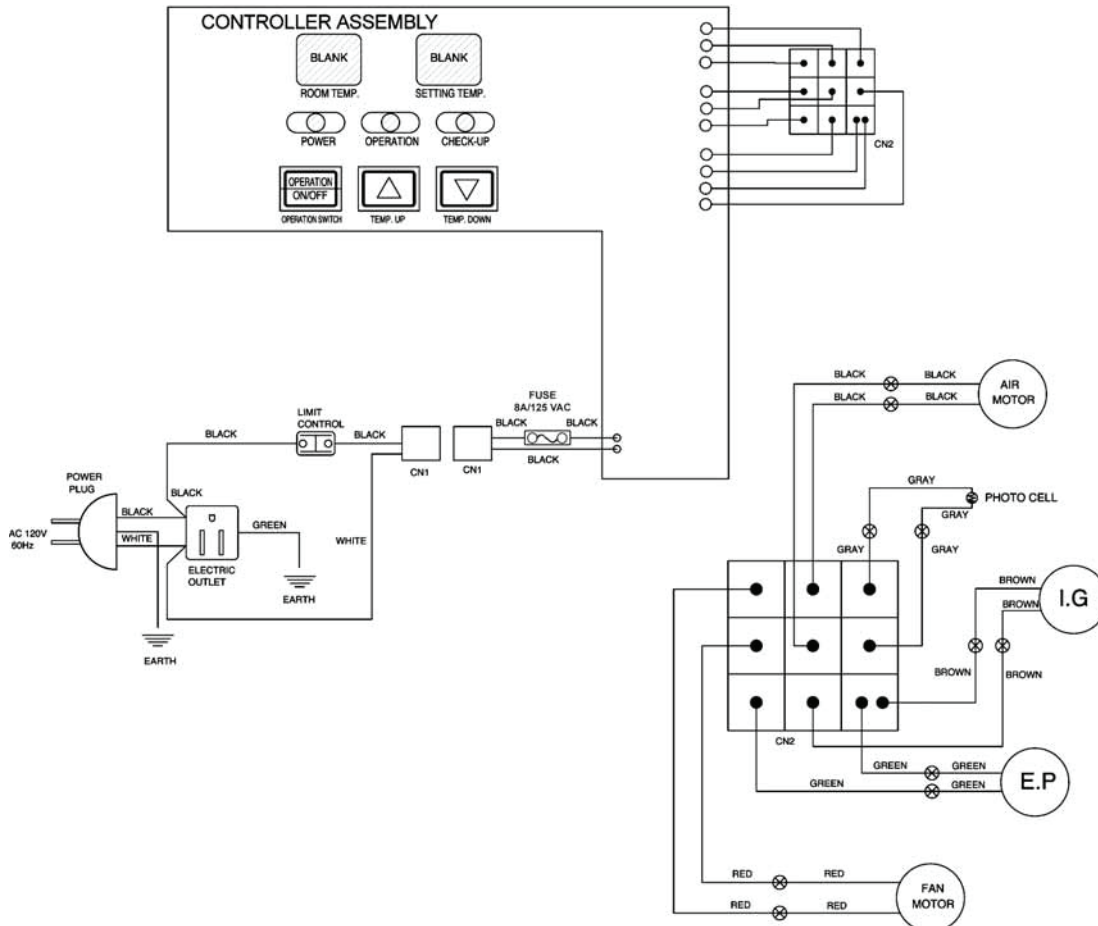 CONTROLLER ASSEMBLY
BLANK
BLANK
ROOM TEMP.
SETTING TEMP.
POWER
OPERATION
CHECK-UP
OPERATION
ON/OFF
OPERATION SWITCH
TEMP. UP
TEMP. DOWN
CN2
FUSE
8A/125 VAC
BLACK
BLACK
BLACK
CN1
CN1
LIMIT
CONTROL
BLACK
BLACK
POWER
PLUG
AC 120V
60Hz
BLACK
BLACK
WHITE
GREEN
WHITE
ELECTRIC
OUTLET
EARTH
EARTH
BLACK
BLACK
BLACK
BLACK
AIR
MOTOR
GRAY
PHOTO CELL
GRAY
GRAY
GRAY
BROWN
BROWN
I.G
BROWN
BROWN
CN2
GREEN
GREEN
GREEN
GREEN
E.P
RED
RED
RED
RED
FAN
MOTOR